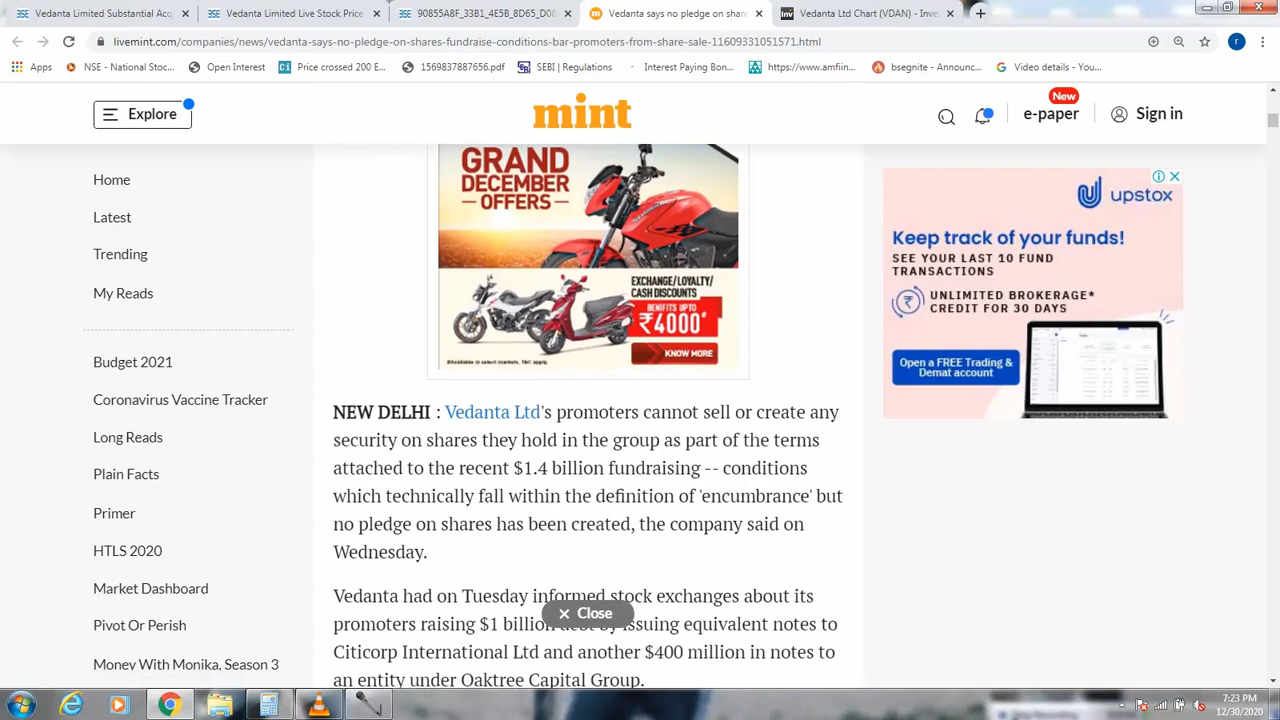 Vedanta Limited Substantial Acq
Vedanta Limited Live Stock Price
90855A8F_33B1_4E5B_8D65_D08
Vedanta says no pledge on share
Inv
Vedanta Ltd Chart (VDAN) - Inve
livemint.com/companies/news/vedanta-says-no-pledge-on-shares-fundraise-conditions-bar-promoters-from-share-sale-11609331051571.html
r
Apps
NSE - National Stoc...
Open Interest
Price crossed 200 E...
1569837887656.pdf
SEBI | Regulations
Interest Paying Bon...
https://www.amfiin...
bsegnite - Announc...
Video details - You...
Explore
mint
New
e-paper
Sign in
Home
Latest
Trending
My Reads
Budget 2021
Coronavirus Vaccine Tracker
Long Reads
Plain Facts
Primer
HTLS 2020
Market Dashboard
Pivot Or Perish
Money With Monika, Season 3
GRAND
DECEMBER
-OFFERS-
EXCHANGE/LOYALTY/
CASH DISCOUNTS
BENIFITS UPTO
₹4000*
KNOW MORE
*Available in select markets, T&C apply.
NEW DELHI : Vedanta Ltd's promoters cannot sell or create any
security on shares they hold in the group as part of the terms
attached to the recent $1.4 billion fundraising -- conditions
which technically fall within the definition of 'encumbrance' but
no pledge on shares has been created, the company said on
Wednesday.
Vedanta had on Tuesday informed stock exchanges about its
promoters raising $1 billion debt by issuing equivalent notes to
Citicorp International Ltd and another $400 million in notes to
an entity under Oaktree Capital Group.
Close
upstox
Keep track of your funds!
SEE YOUR LAST 10 FUND
TRANSACTIONS
UNLIMITED BROKERAGE*
CREDIT FOR 30 DAYS
Open a FREE Trading &
Demat account
7:23 PM
12/30/2020